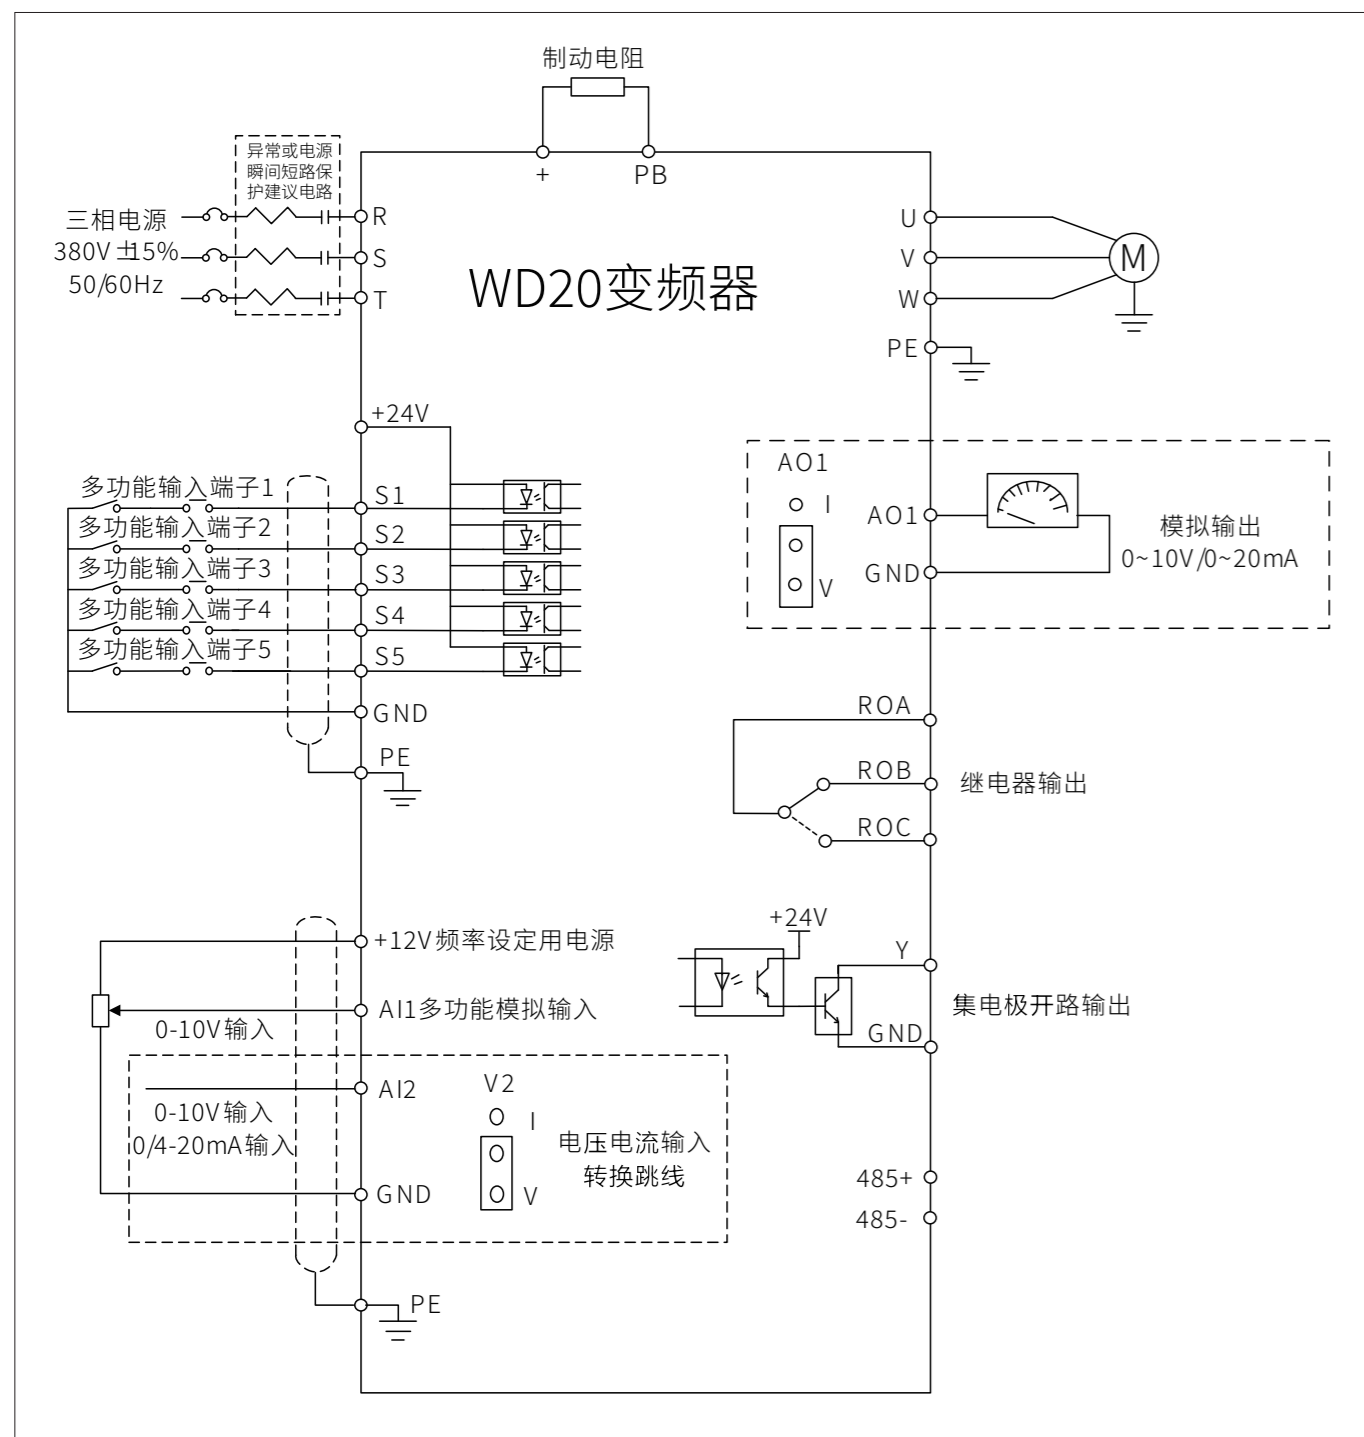 制动电阻
+
PB
异常或电源
瞬间短路保
护建议电路
三相电源
380V ±15%
50/60Hz
R
S
T
WD20变频器
U
V
W
M
PE
+24V
多功能输入端子1
S1
多功能输入端子2
S2
多功能输入端子3
S3
多功能输入端子4
S4
多功能输入端子5
S5
GND
PE
AO1
I
V
AO1
GND
模拟输出
0~10V/0~20mA
ROA
ROB
ROC
继电器输出
+24V
Y
GND
集电极开路输出
+12V频率设定用电源
AI1多功能模拟输入
0-10V输入
AI2
0-10V输入
0/4-20mA输入
GND
V2
I
V
电压电流输入
转换跳线
485+
485-
PE